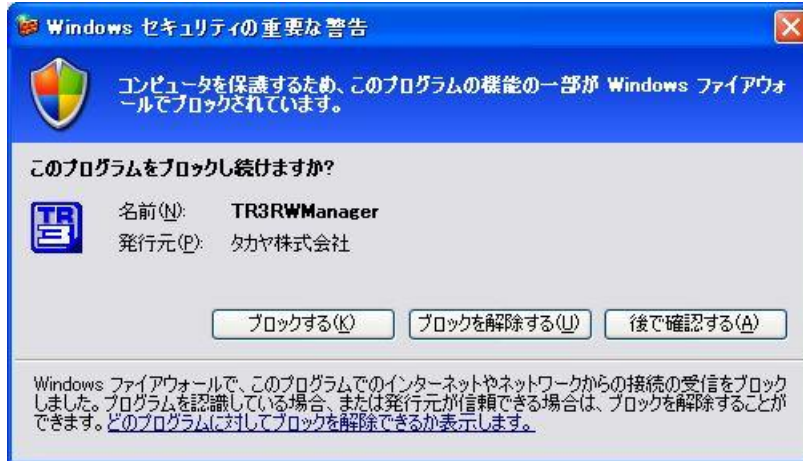 Windows セキュリティの重要な警告
コンピュータを保護するため、このプログラムの機能の一部が Windows ファイアウォ
ールでブロックされています。
このプログラムをブロックし続けますか?
TR3
名前(N): TR3RWManager
発行元(P): タカヤ株式会社
ブロックする(K) ブロックを解除する(U) 後で確認する(A)
Windows ファイアウォールで、このプログラムでのインターネットやネットワークからの接続の受信をブロック
しました。プログラムを認識している場合、または発行元が信頼できる場合は、ブロックを解除することが
できます。どのプログラムに対してブロックを解除できるか表示します。